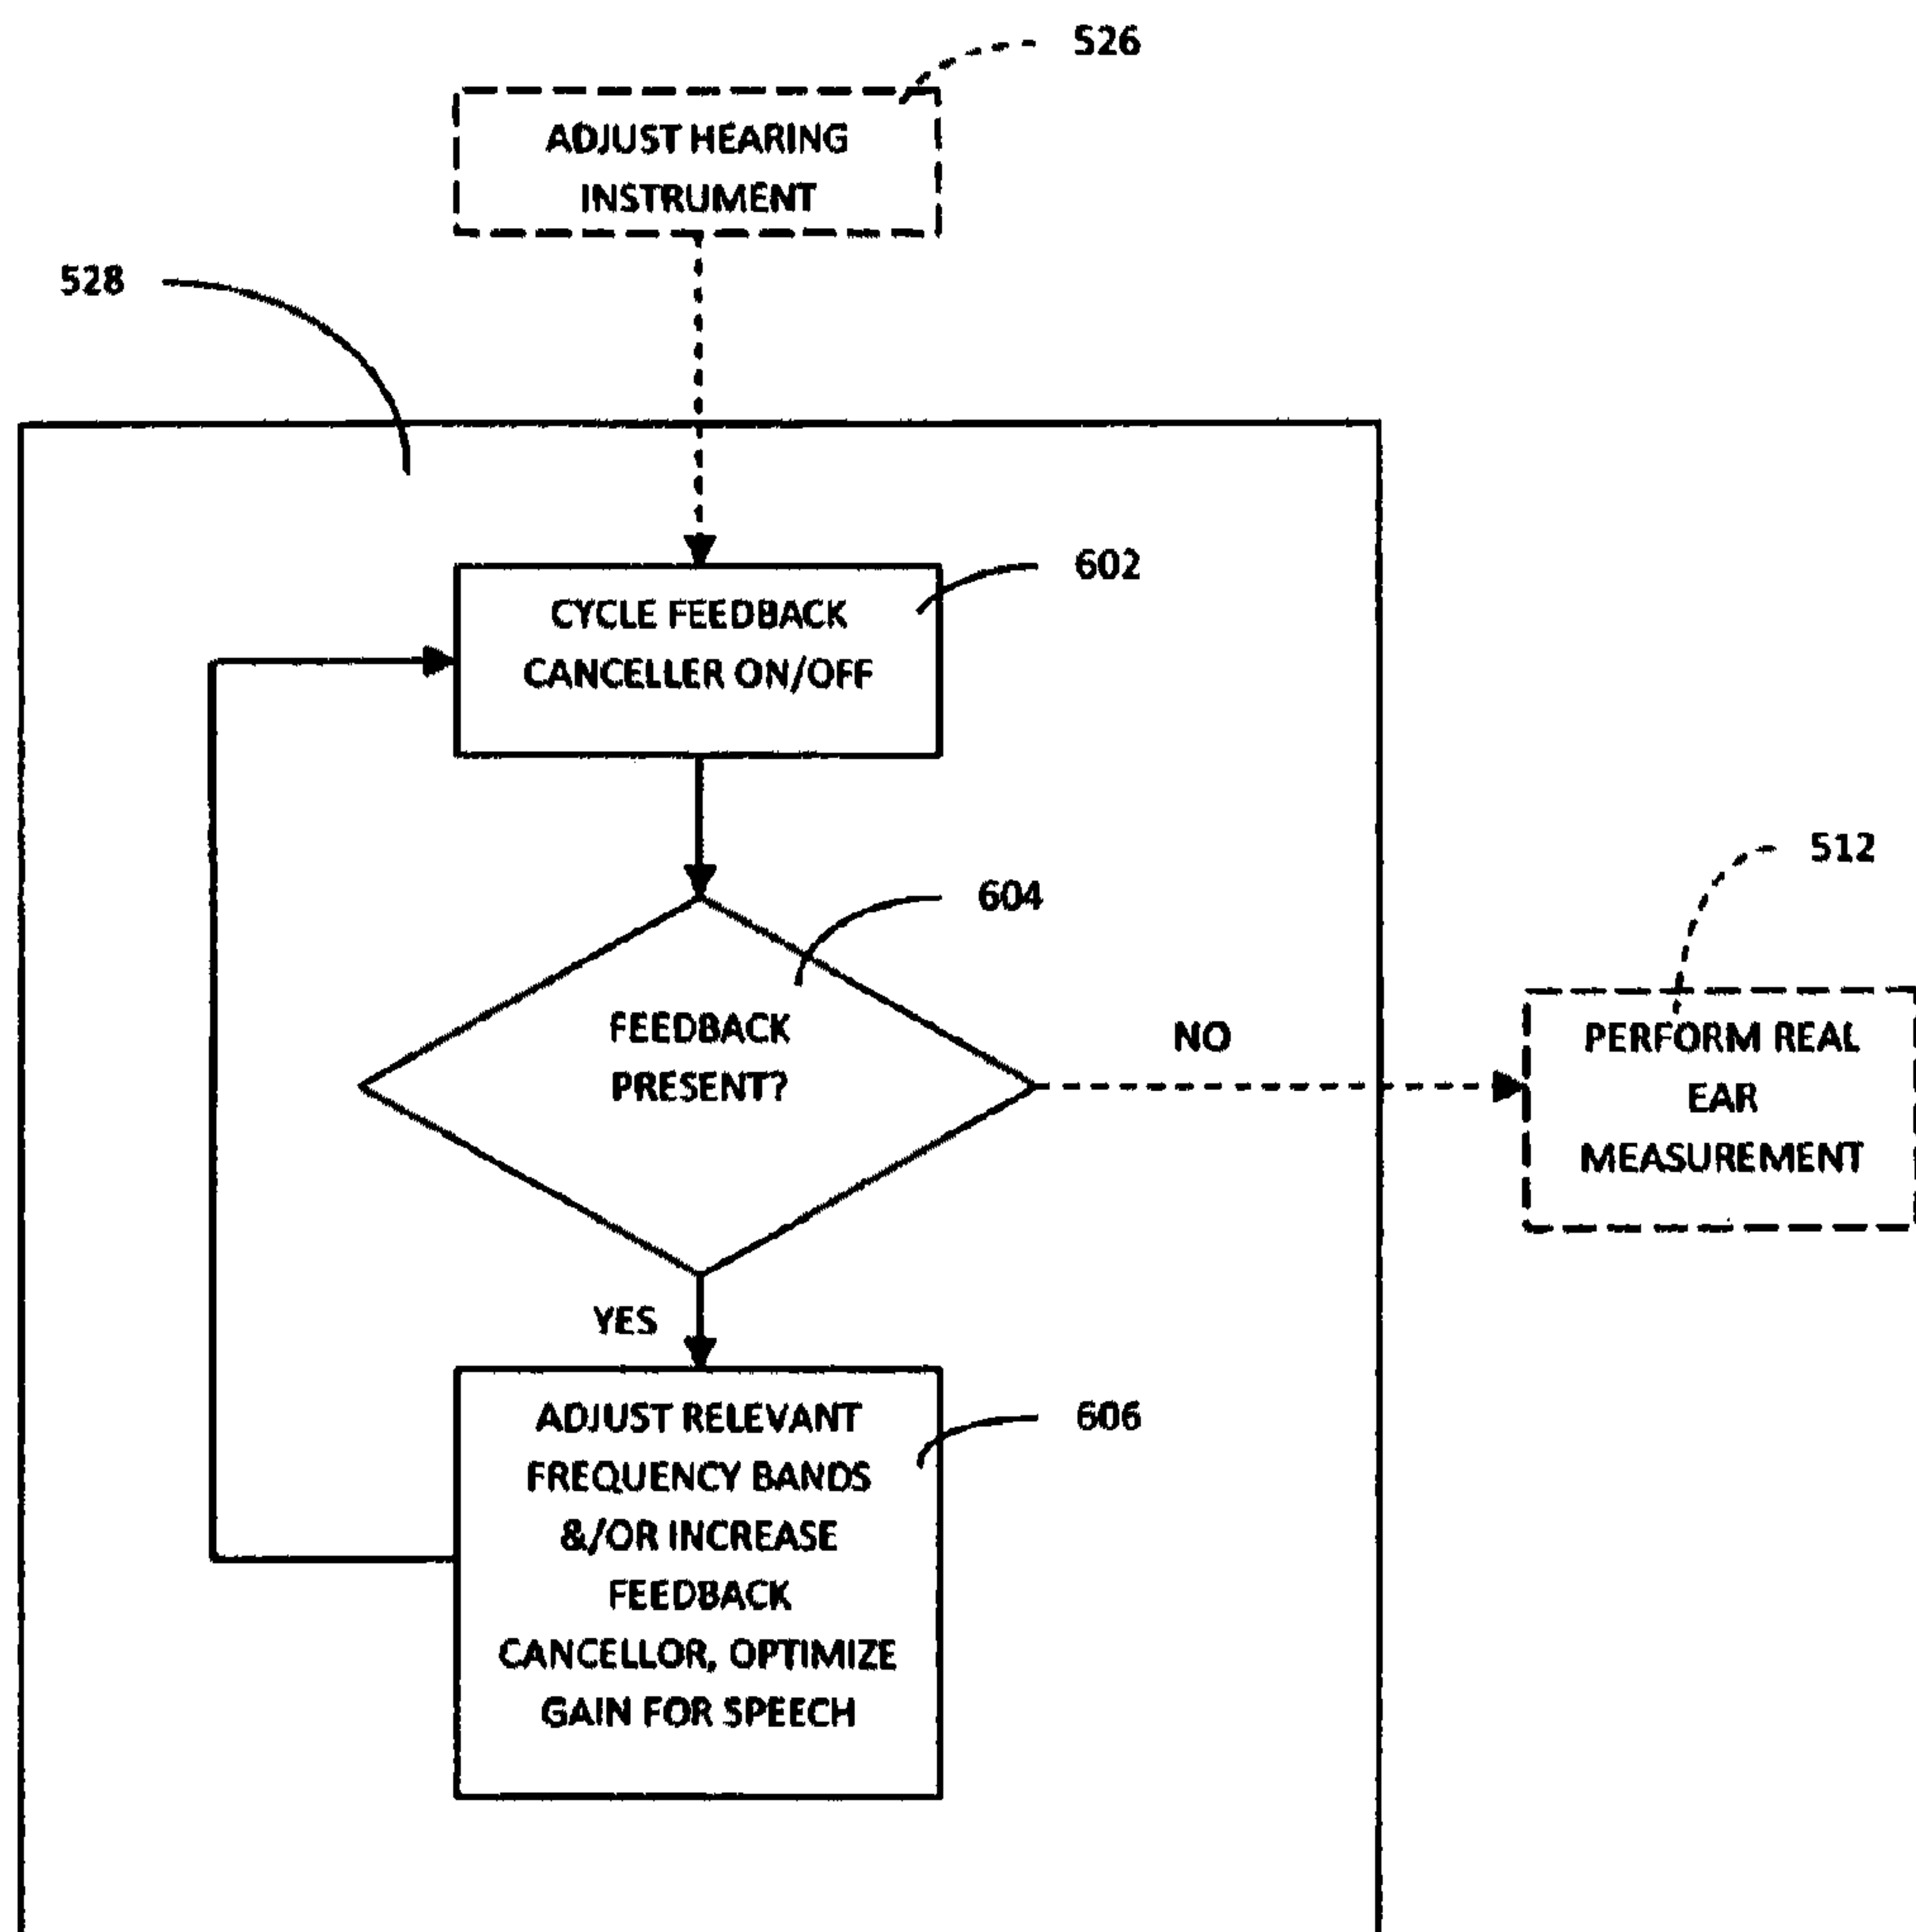 526
ADJUST HEARING
INSTRUMENT
528
602
CYCLE FEEDBACK
CANCELLER ON/OFF
512
604
FEEDBACK
PRESENT?
NO
PERFORM REAL
EAR
MEASUREMENT
YES
606
ADJUST RELEVANT
FREQUENCY BANDS
&/OR INCREASE
FEEDBACK
CANCELLOR, OPTIMIZE
GAIN FOR SPEECH